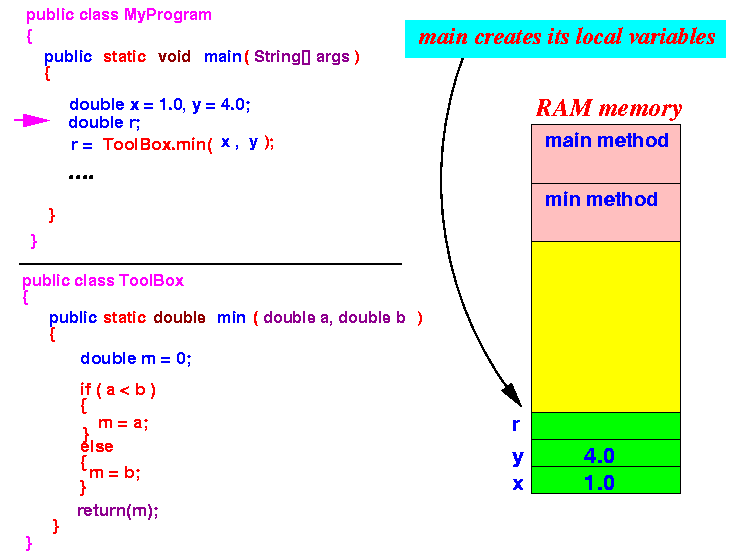 public class MyProgram
{
public static void main ( String[] args )
{
double x = 1.0, y = 4.0;
double r;
r = ToolBox.min( x , y );
....
}
}
public class ToolBox
{
public static double min ( double a, double b )
{
double m = 0;
if ( a < b )
{
m = a;
}
else
{
m = b;
}
return(m);
}
}
main creates its local variables
RAM memory
main method
min method
r
y 4.0
x 1.0